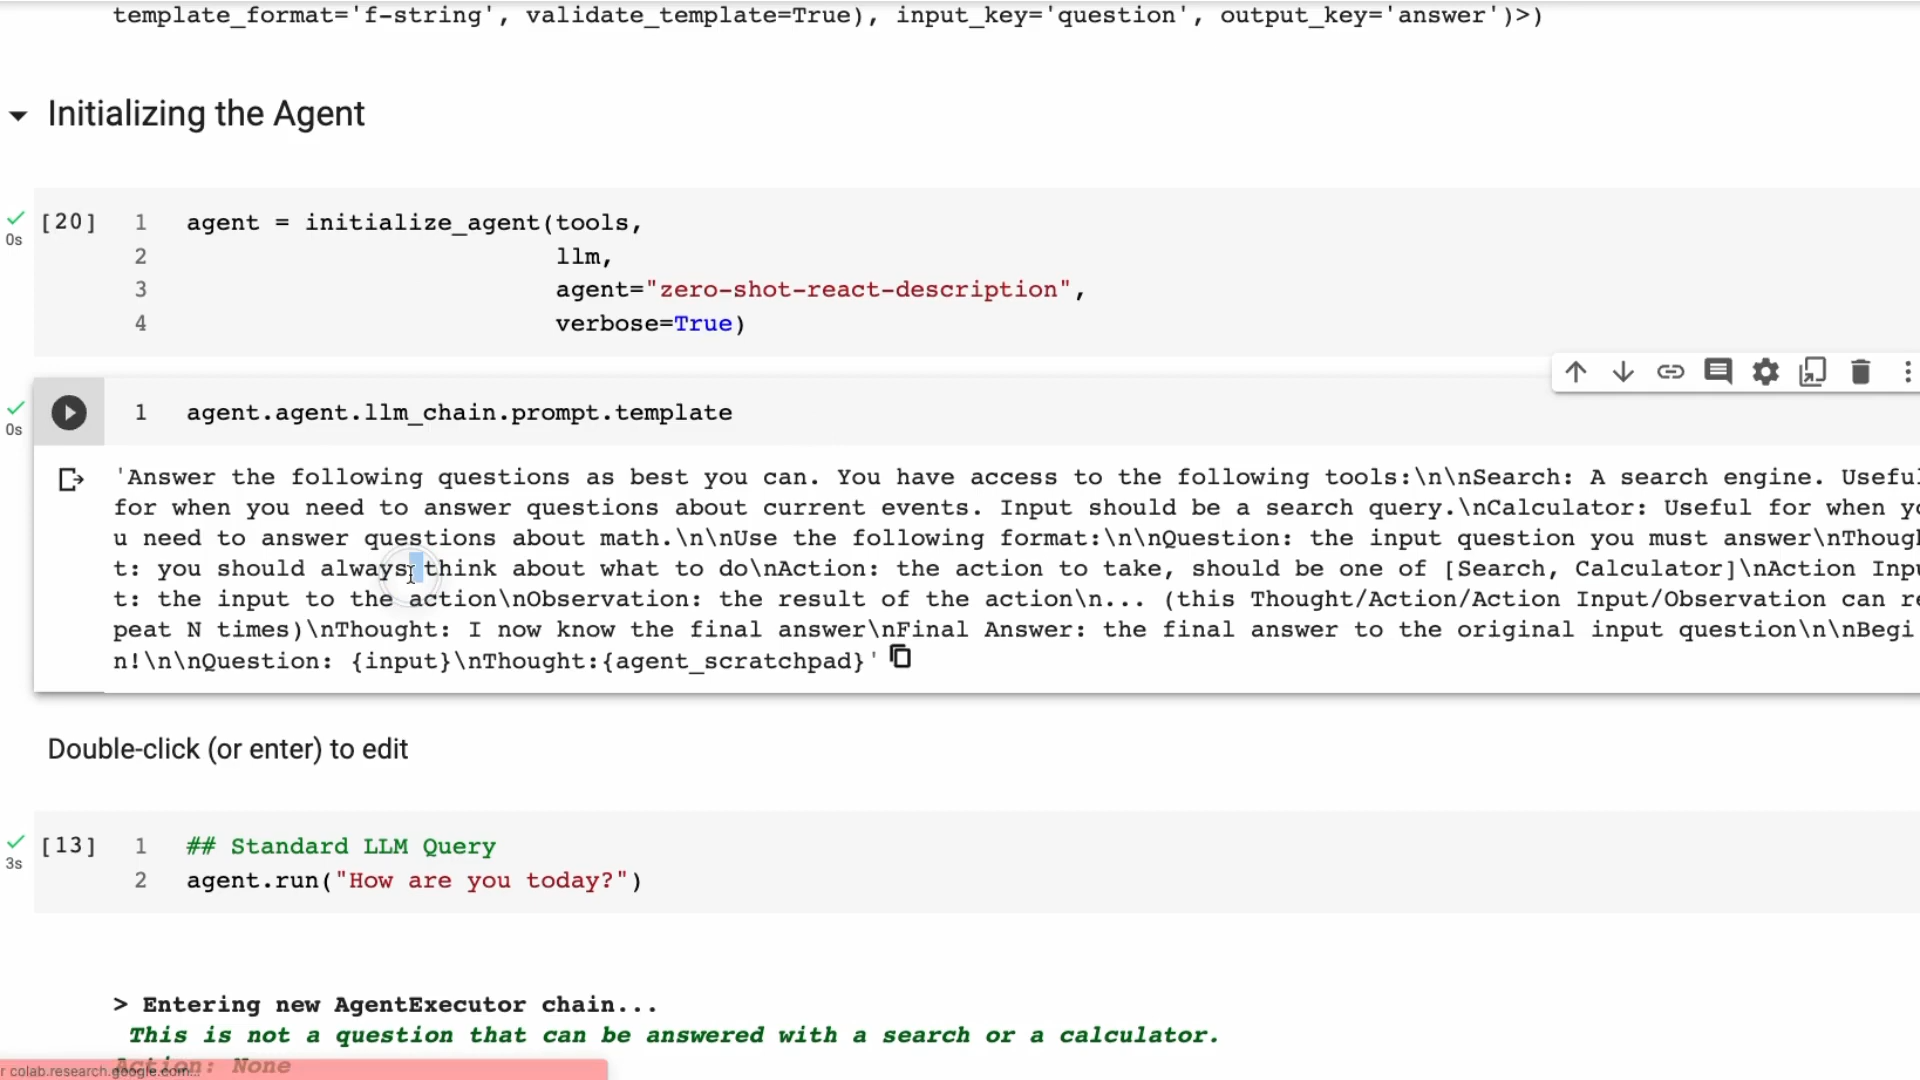 template_format='f-string', validate_template=True), input_key='question', output_key='answer')>)
Initializing the Agent
0s
[20]
1 agent = initialize_agent(tools,
2 llm,
3 agent="zero-shot-react-description",
4 verbose=True)
0s
1 agent.agent.llm_chain.prompt.template
'Answer the following questions as best you can. You have access to the following tools:\n\nSearch: A search engine. Useful
for when you need to answer questions about current events. Input should be a search query.\nCalculator: Useful for when yo
u need to answer questions about math.\n\nUse the following format:\n\nQuestion: the input question you must answer\nThough
t: you should always think about what to do\nAction: the action to take, should be one of [Search, Calculator]\nAction Inpu
t: the input to the action\nObservation: the result of the action\n... (this Thought/Action/Action Input/Observation can re
peat N times)\nThought: I now know the final answer\nFinal Answer: the final answer to the original input question\n\nBegi
n!\n\nQuestion: {input}\nThought:{agent_scratchpad}'
Double-click (or enter) to edit
3s
[13]
1 ## Standard LLM Query
2 agent.run("How are you today?")
> Entering new AgentExecutor chain...
This is not a question that can be answered with a search or a calculator.
Action: None
r colab.research.google.com...